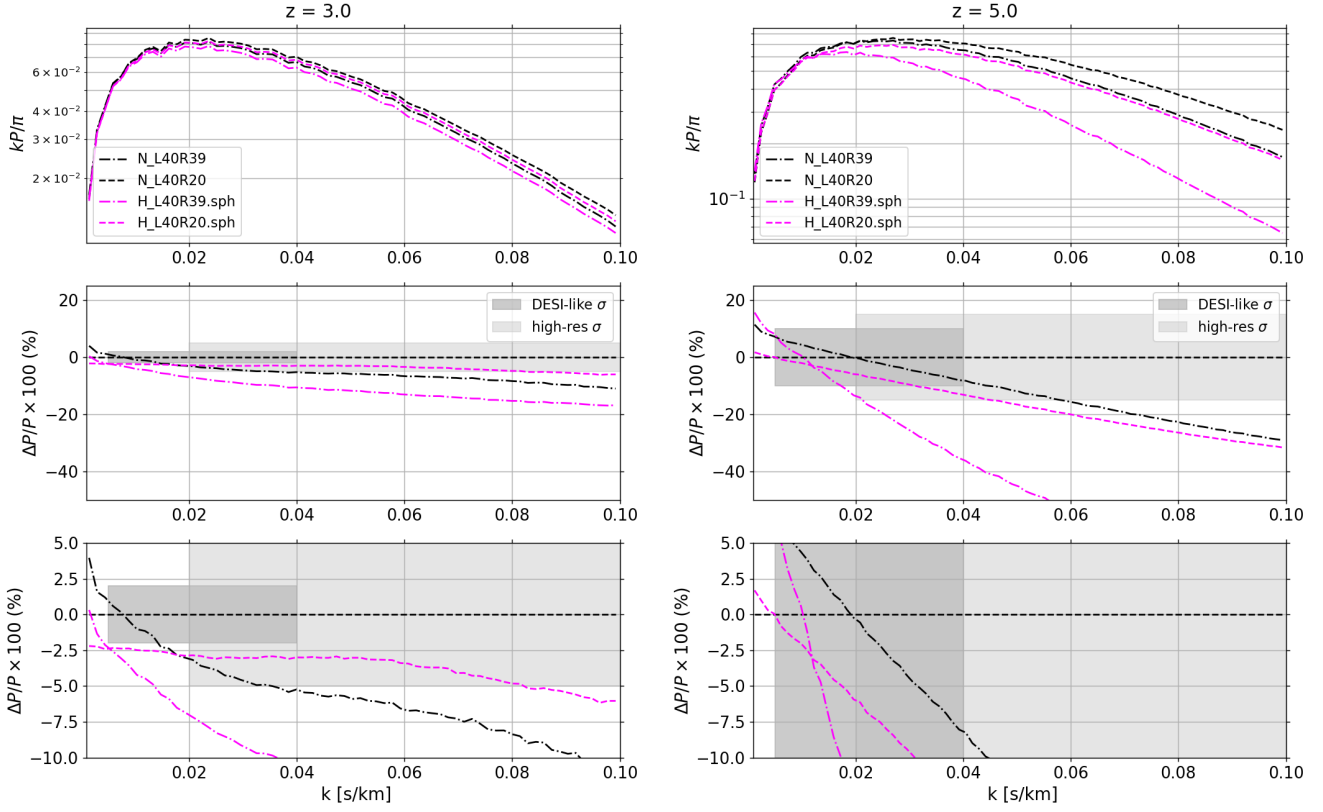 z = 3.0
kP/π
6 × 10⁻²
4 × 10⁻²
3 × 10⁻²
2 × 10⁻²
N_L40R39
N_L40R20
H_L40R39.sph
H_L40R20.sph
0.02 0.04 0.06 0.08 0.10
z = 5.0
kP/π
10⁻¹
N_L40R39
N_L40R20
H_L40R39.sph
H_L40R20.sph
0.02 0.04 0.06 0.08 0.10
ΔP/P × 100 (%)
20
0
−20
−40
DESI-like σ
high-res σ
0.02 0.04 0.06 0.08 0.10
ΔP/P × 100 (%)
20
0
−20
−40
DESI-like σ
high-res σ
0.02 0.04 0.06 0.08 0.10
ΔP/P × 100 (%)
5.0
2.5
0.0
−2.5
−5.0
−7.5
−10.0
0.02 0.04 0.06 0.08 0.10
k [s/km]
ΔP/P × 100 (%)
5.0
2.5
0.0
−2.5
−5.0
−7.5
−10.0
0.02 0.04 0.06 0.08 0.10
k [s/km]